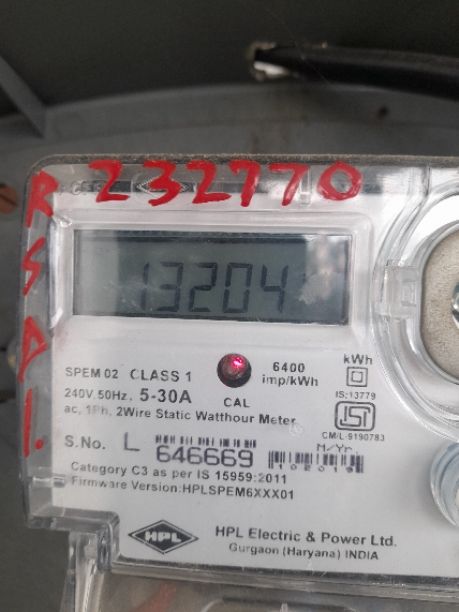 232770
R S D I.
13204
SPEM 02 CLASS 1
240V, 50Hz, 5-30A
ac, 1Ph, 2Wire Static Watthour Meter
CAL
6400
imp/kWh
kWh
IS:13779
ISI
CM/L-9190783
M/Yr.
S.No. L 646669
Category C3 as per IS 15959:2011
Firmware Version:HPLSPEM6XXX01
HPL
HPL Electric & Power Ltd.
Gurgaon (Haryana) INDIA